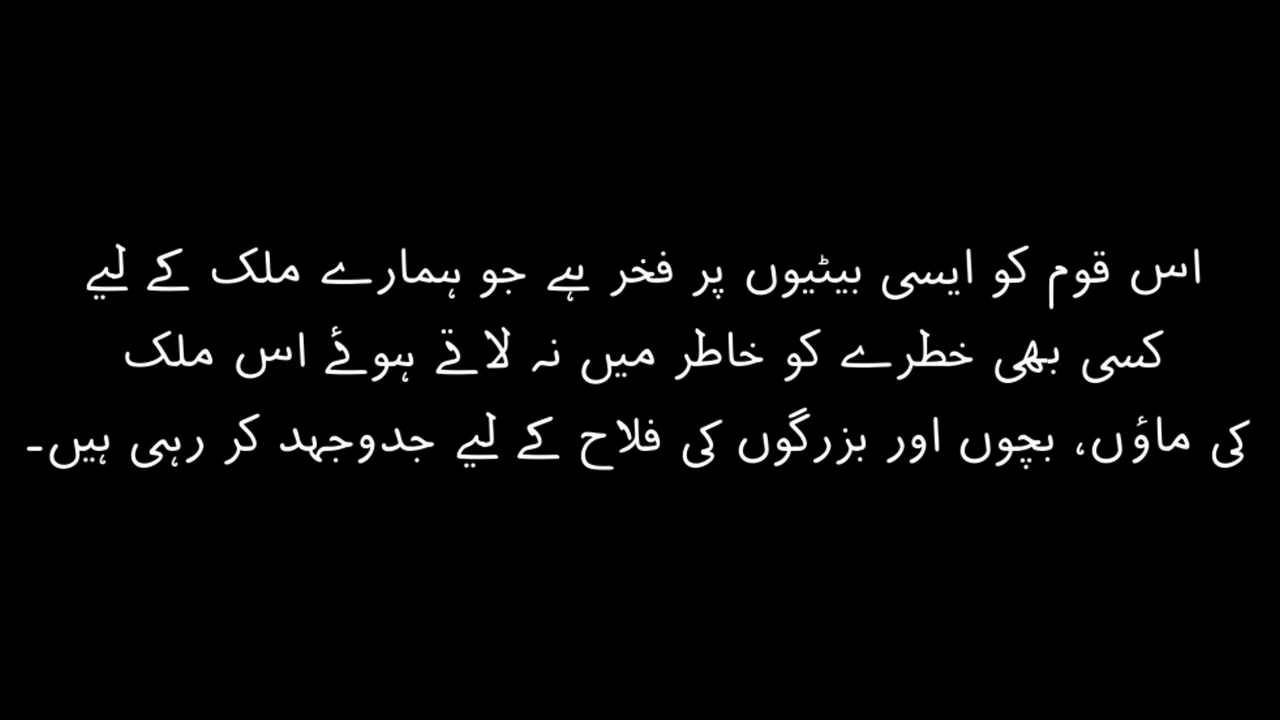 اس قوم کو ایسی بیٹیوں پر فخر ہے جو ہمارے ملک کے لیے
کسی بھی خطرے کو خاطر میں نہ لاتے ہوئے اس ملک
کی ماؤں، بچوں اور بزرگوں کی فلاح کے لیے جدوجہد کر رہی ہیں۔